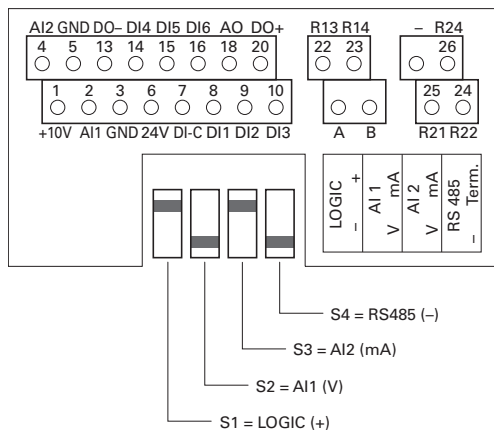 AI2 GND DO– DI4 DI5 DI6 AO DO+
4 5 13 14 15 16 18 20
1 2 3 6 7 8 9 10
+10V AI1 GND 24V DI-C DI1 DI2 DI3
R13 R14
22 23
A B
– R24
26
25 24
R21 R22
LOGIC
– +
AI 1
V mA
AI 2
V mA
RS 485
– Term.
S4 = RS485 (–)
S3 = AI2 (mA)
S2 = AI1 (V)
S1 = LOGIC (+)